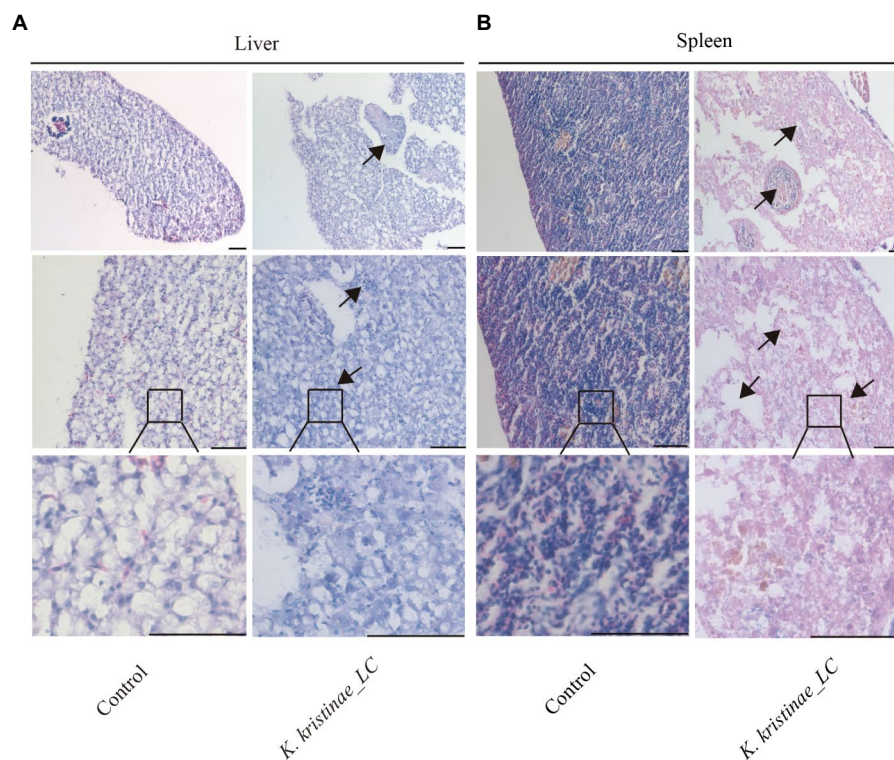 A
B
Liver
Spleen
Control
K. kristinae_LC
Control
K. kristinae_LC